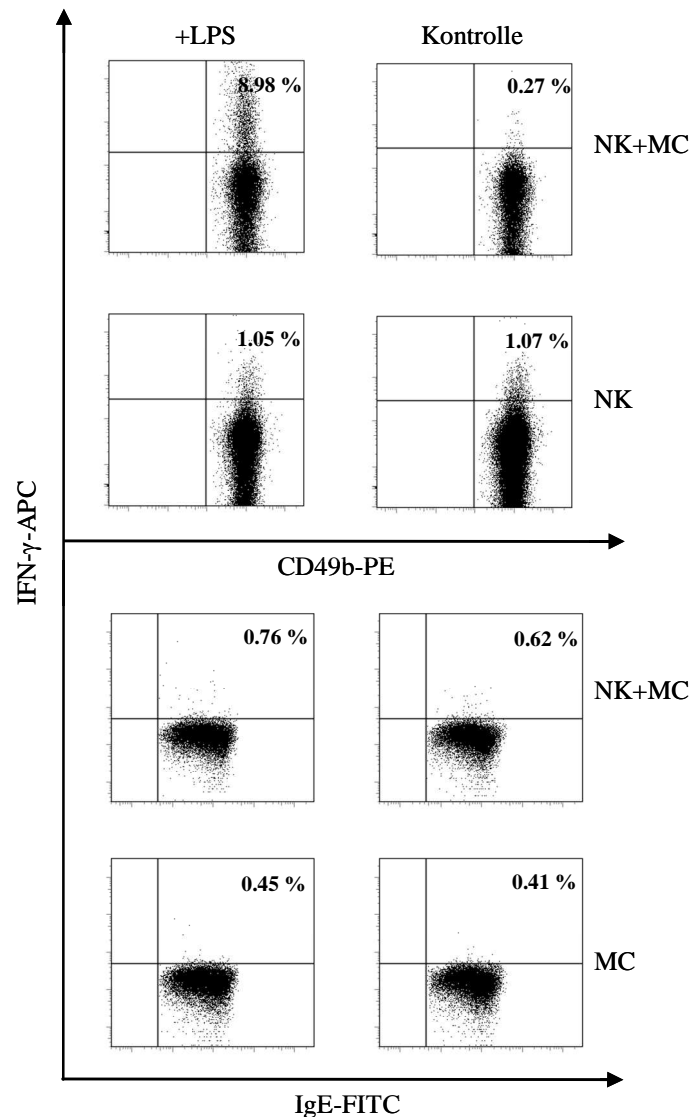 +LPS
Kontrolle
8.98 %
0.27 %
NK+MC
1.05 %
1.07 %
NK
IFN-γ-APC
CD49b-PE
0.76 %
0.62 %
NK+MC
0.45 %
0.41 %
MC
IgE-FITC